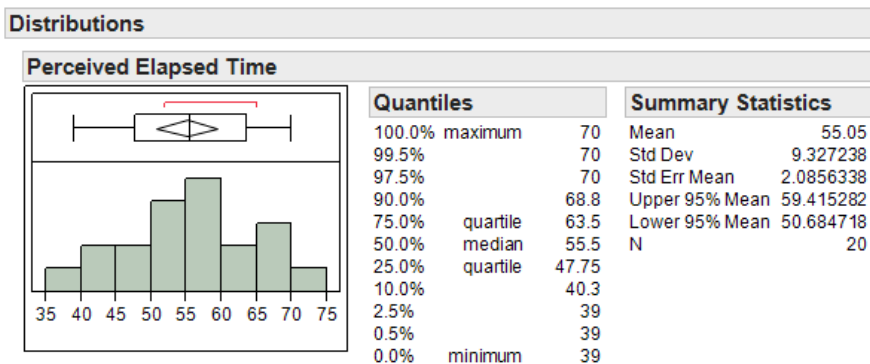 Distributions
Perceived Elapsed Time
35 40 45 50 55 60 65 70 75
Quantiles
100.0% maximum 70
99.5% 70
97.5% 70
90.0% 68.8
75.0% quartile 63.5
50.0% median 55.5
25.0% quartile 47.75
10.0% 40.3
2.5% 39
0.5% 39
0.0% minimum 39
Summary Statistics
Mean 55.05
Std Dev 9.327238
Std Err Mean 2.0856338
Upper 95% Mean 59.415282
Lower 95% Mean 50.684718
N 20